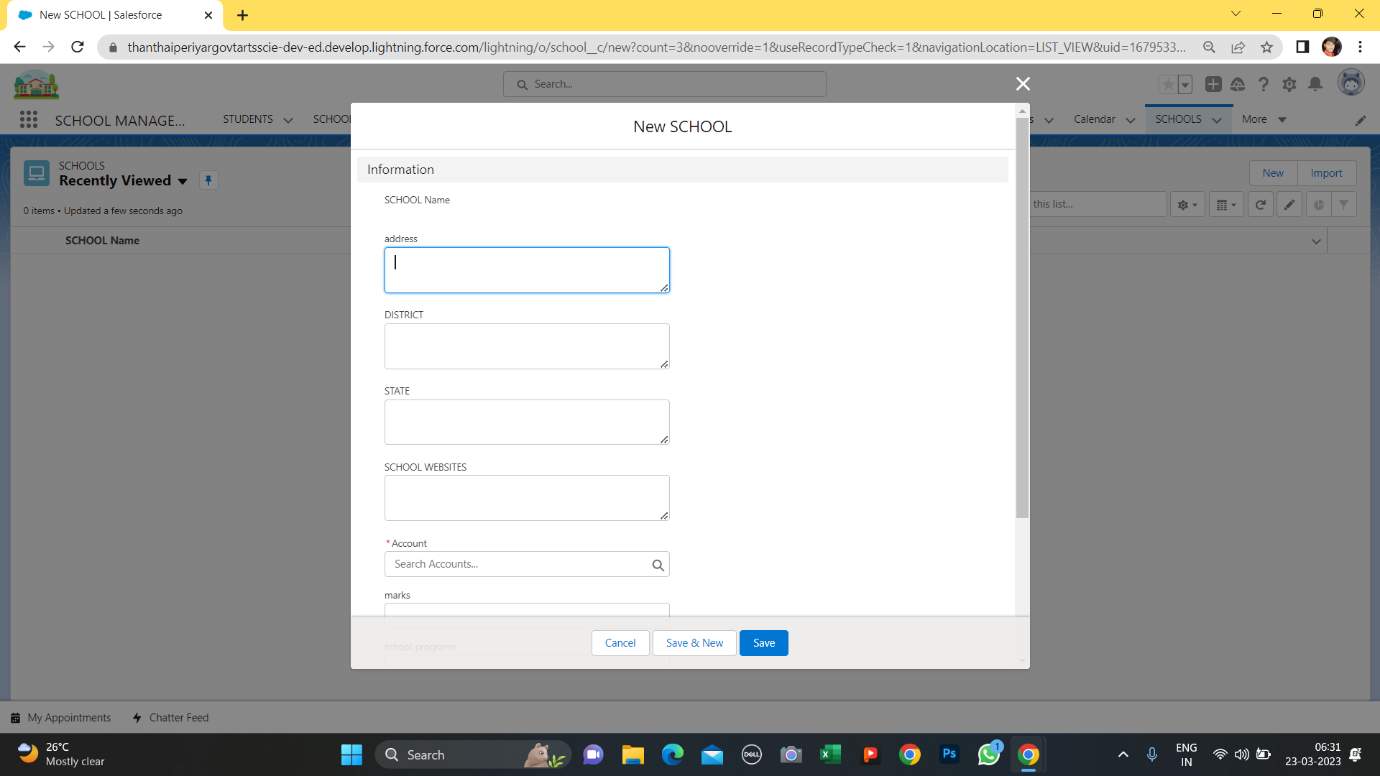 New SCHOOL | Salesforce
thanthaiperiyargovtartsscie-dev-ed.develop.lightning.force.com/lightning/o/school__c/new?count=3&nooverride=1&useRecordTypeCheck=1&navigationLocation=LIST_VIEW&uid=1679533...
Search...
SCHOOL MANAGE... STUDENTS SCHOOL s Calendar SCHOOLS More
New SCHOOL
SCHOOLS
Recently Viewed
New Import
0 items • Updated a few seconds ago
this list...
SCHOOL Name
Information
SCHOOL Name
address
DISTRICT
STATE
SCHOOL WEBSITES
* Account
Search Accounts...
marks
school programs
Cancel Save & New Save
My Appointments Chatter Feed
26°C
Mostly clear
Search
DELL
Ps
1
ENG
IN
06:31
23-03-2023